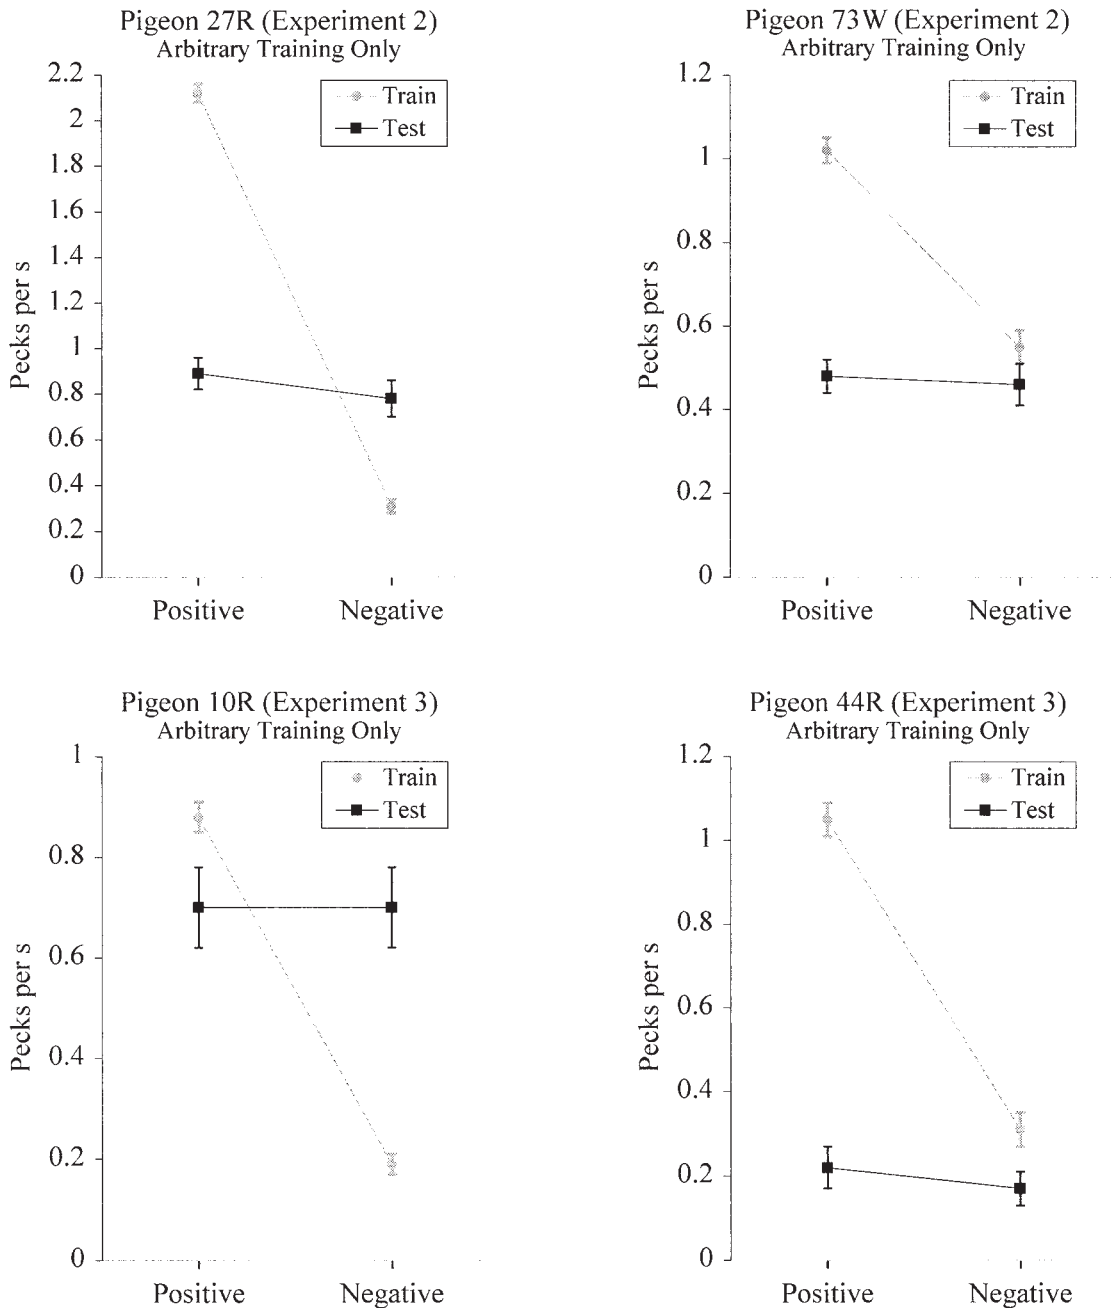 Pigeon 27R (Experiment 2)
Arbitrary Training Only
2.2
2
1.8
1.6
1.4
1.2
1
0.8
0.6
0.4
0.2
0
Pecks per s
Train
Test
Positive
Negative
Pigeon 73W (Experiment 2)
Arbitrary Training Only
1.2
1
0.8
0.6
0.4
0.2
0
Pecks per s
Train
Test
Positive
Negative
Pigeon 10R (Experiment 3)
Arbitrary Training Only
1
0.8
0.6
0.4
0.2
0
Pecks per s
Train
Test
Positive
Negative
Pigeon 44R (Experiment 3)
Arbitrary Training Only
1.2
1
0.8
0.6
0.4
0.2
0
Pecks per s
Train
Test
Positive
Negative